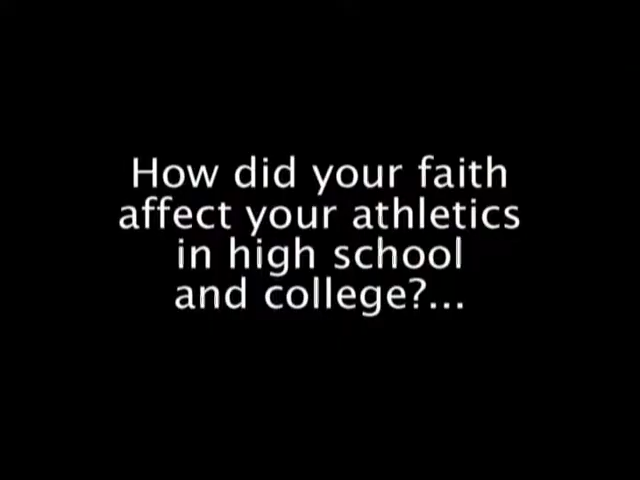 How did your faith
affect your athletics
in high school
and college?...